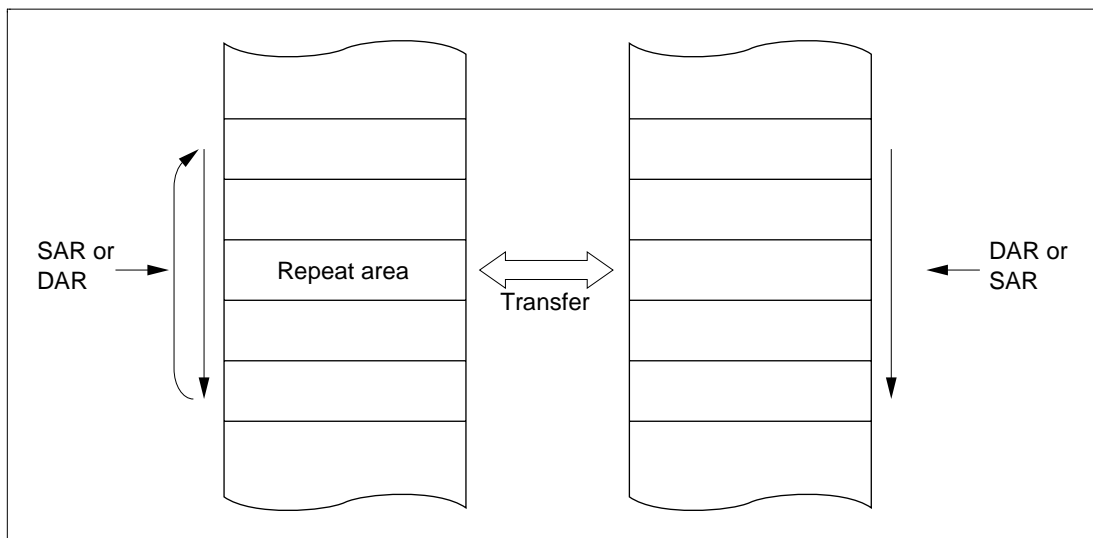 SAR or
DAR
Repeat area
Transfer
DAR or
SAR